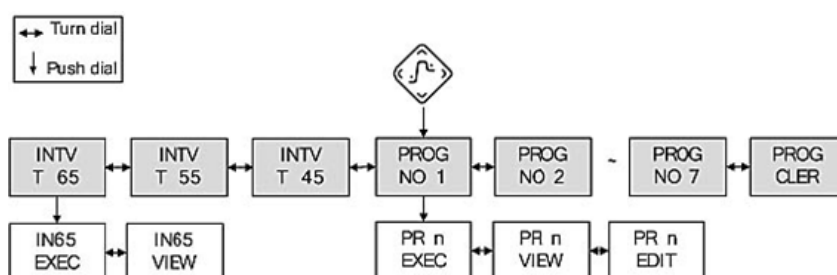 Turn dial
Push dial
INTV
T 65
INTV
T 55
INTV
T 45
PROG
NO 1
PROG
NO 2
~
PROG
NO 7
PROG
CLER
IN65
EXEC
IN65
VIEW
PR n
EXEC
PR n
VIEW
PR n
EDIT